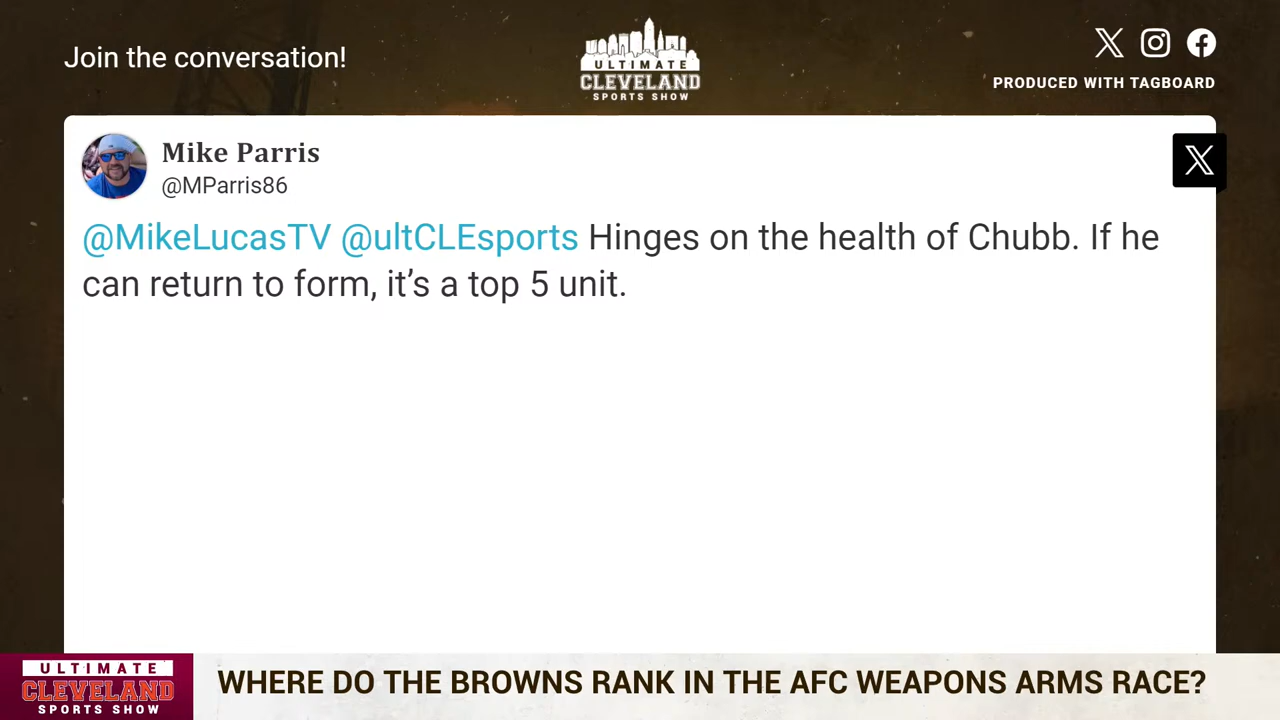 Join the conversation!
ULTIMATE
CLEVELAND
SPORTS SHOW
PRODUCED WITH TAGBOARD
Mike Parris
@MParris86
@MikeLucasTV @ultCLEsports Hinges on the health of Chubb. If he
can return to form, it’s a top 5 unit.
ULTIMATE
CLEVELAND
SPORTS SHOW
WHERE DO THE BROWNS RANK IN THE AFC WEAPONS ARMS RACE?